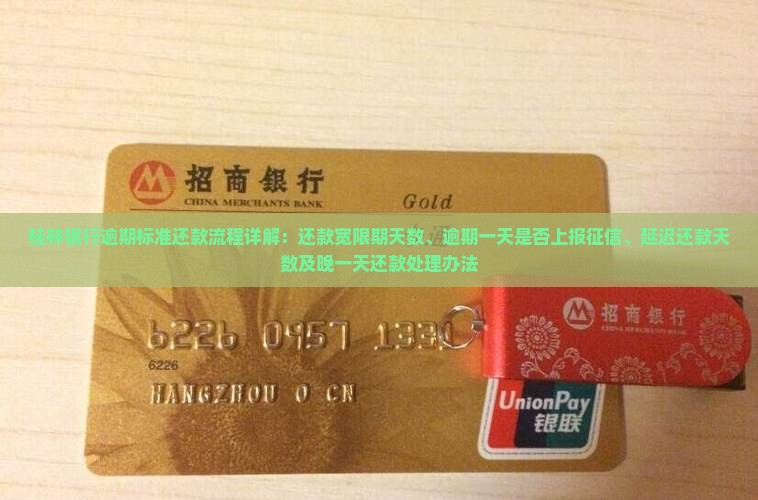 招商银行
CHINA MERCHANTS BANK
Gold
桂林银行逾期标准还款流程详解：还款宽限期天数、逾期一天是否上报征信、延迟还款天
数及晚一天还款处理办法
招商银行
CHINA MERCHANTS BANK
6226 0957 1331
6226
HANGZHOU O CN
UnionPay
银联